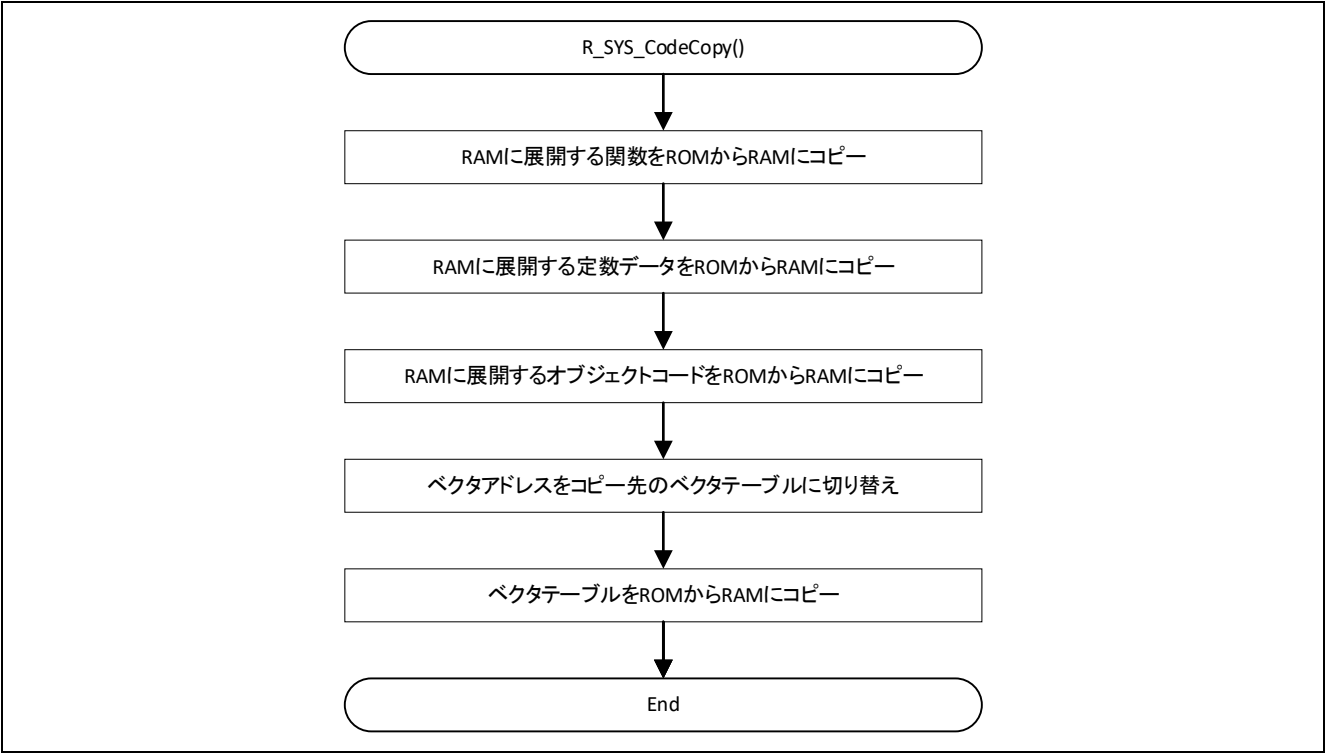 R_SYS_CodeCopy()
RAMに展開する関数をROMからRAMにコピー
RAMに展開する定数データをROMからRAMにコピー
RAMに展開するオブジェクトコードをROMからRAMにコピー
ベクタアドレスをコピー先のベクタテーブルに切り替え
ベクタテーブルをROMからRAMにコピー
End